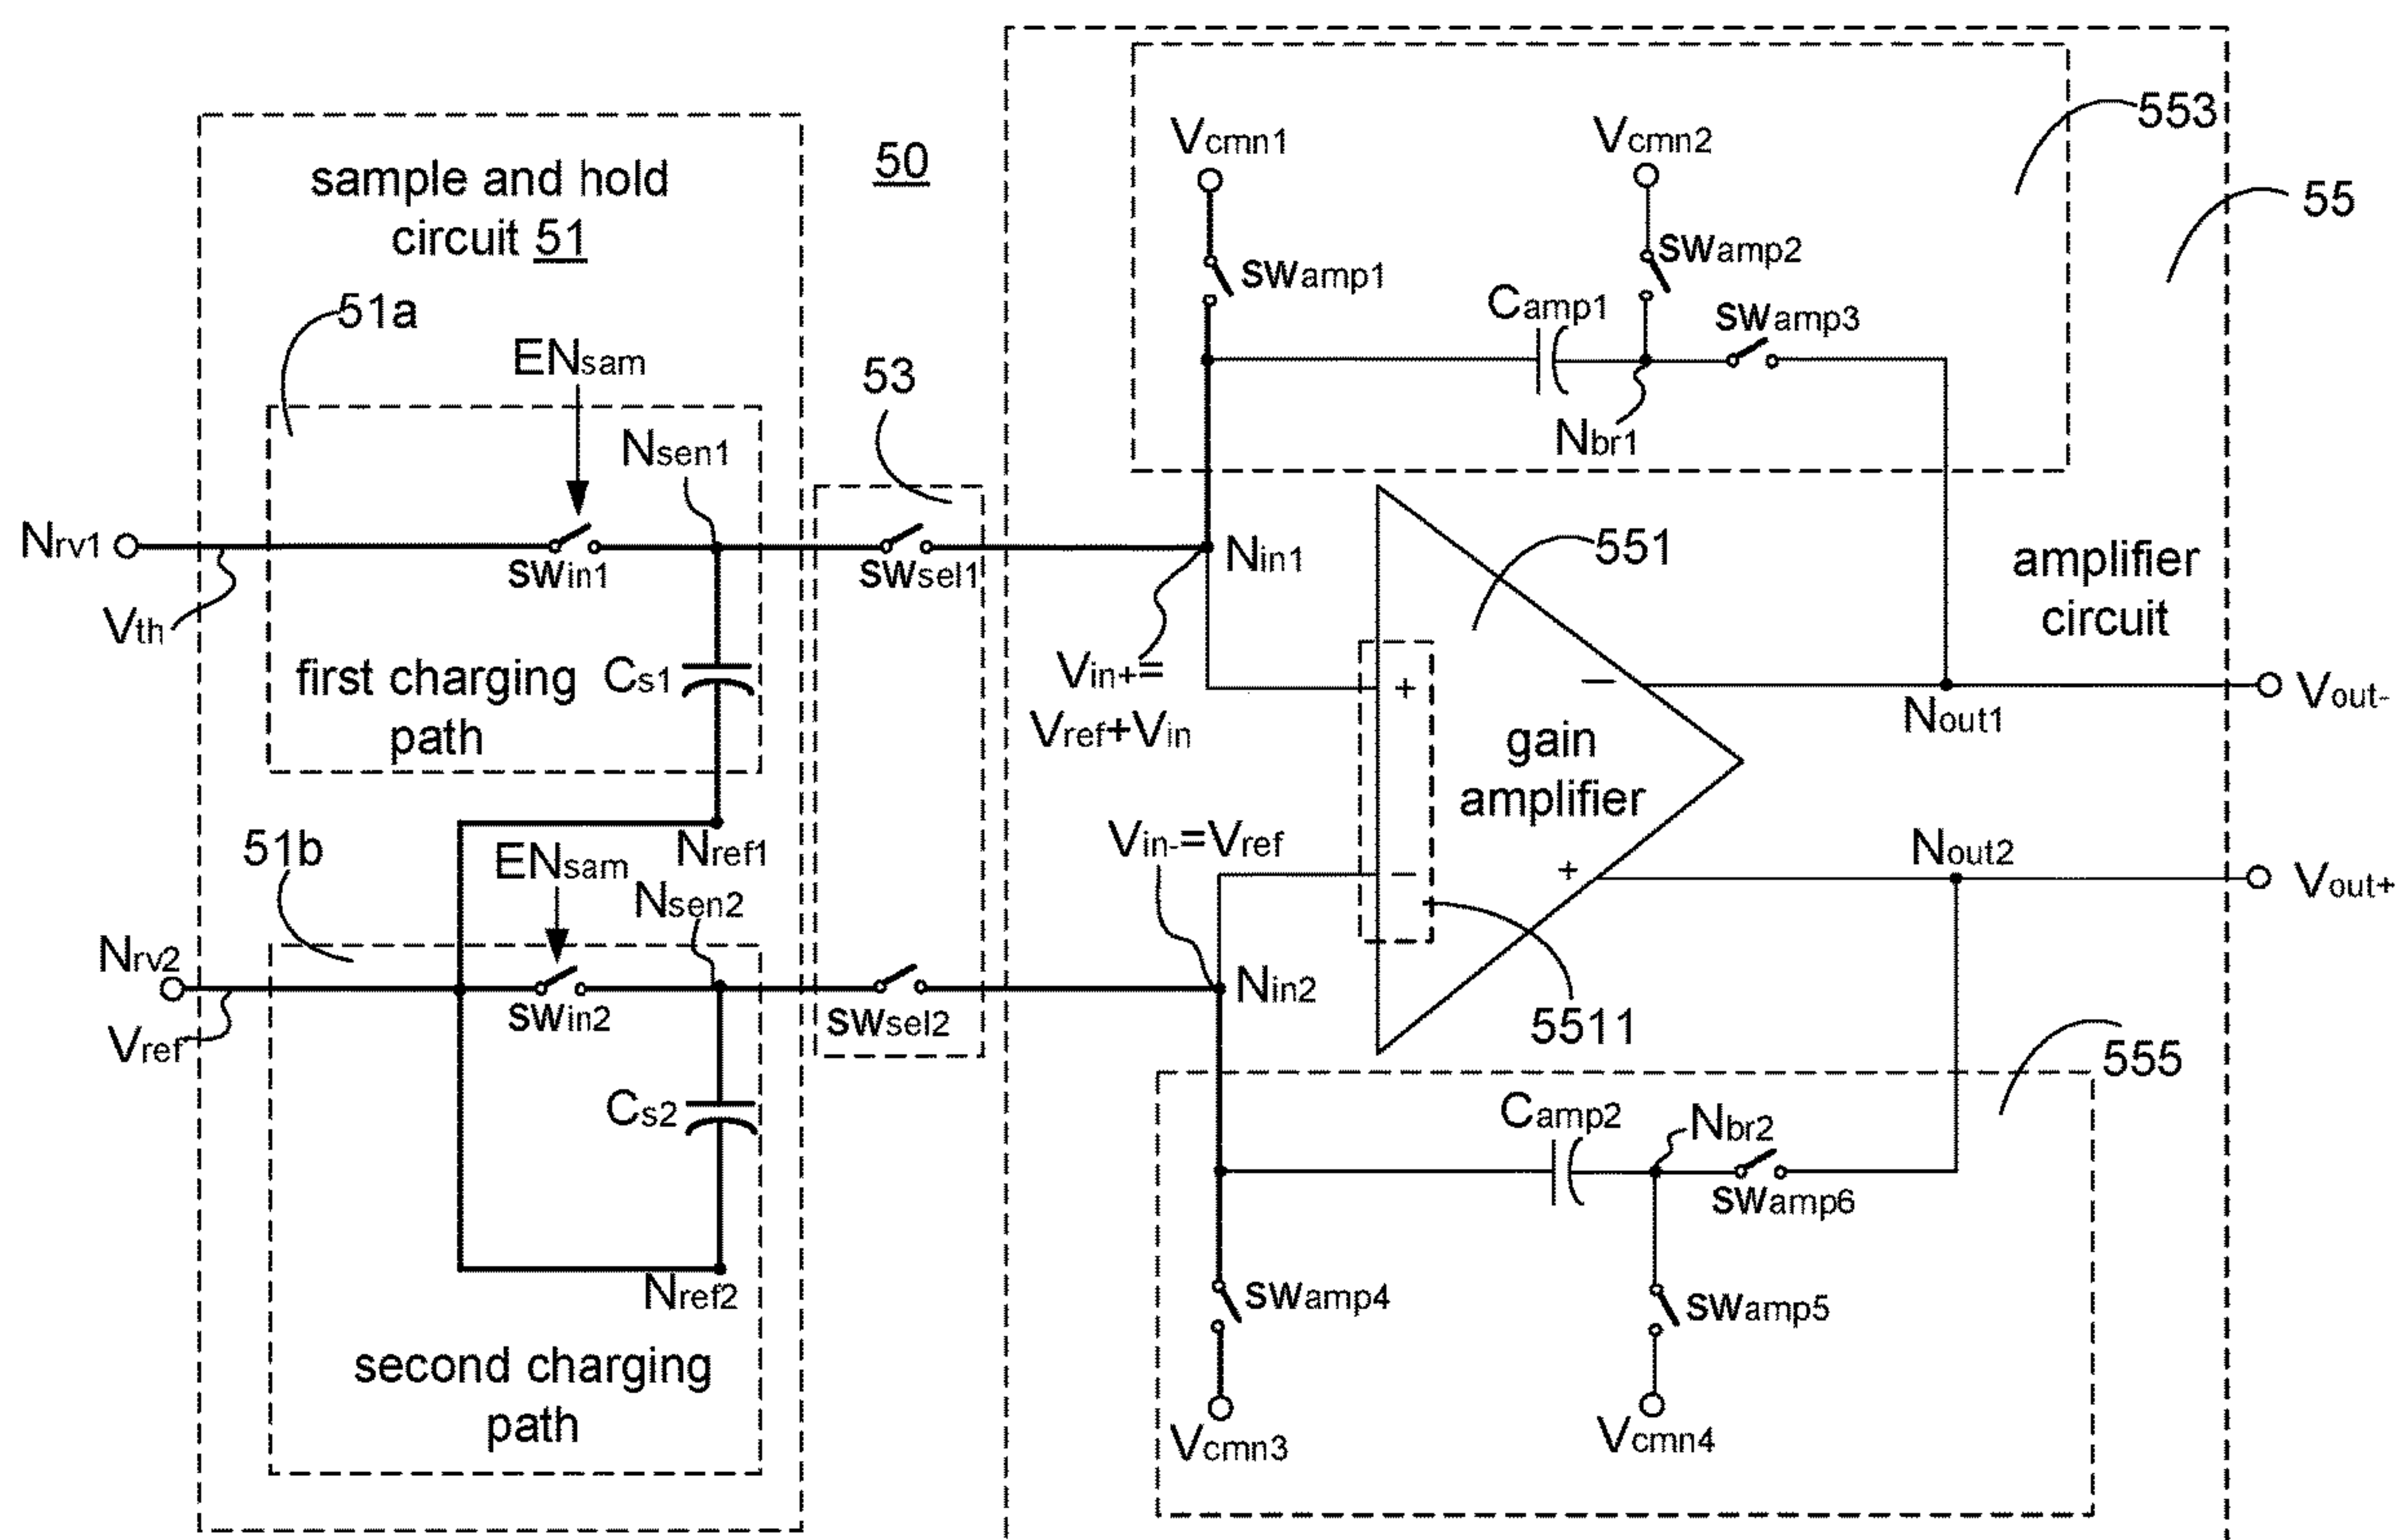 sample and hold
circuit 51
50
553
55
Vcmn1
Vcmn2
swamp1
swamp2
Camp1
swamp3
Nbr1
51a
ENsam
Nsen1
53
Nrv1
swin1
swsel1
Nin1
551
amplifier
circuit
Vth
first charging
path
Cs1
Vin+=
Vref+Vin
+
−
gain
amplifier
Nout1
Vout-
Nref1
51b
ENsam
Nsen2
Vin-=Vref
−
+
Nout2
Vout+
Nrv2
swin2
swsel2
Nin2
5511
Vref
555
Cs2
Camp2
Nbr2
swamp6
Nref2
swamp4
swamp5
second charging
path
Vcmn3
Vcmn4